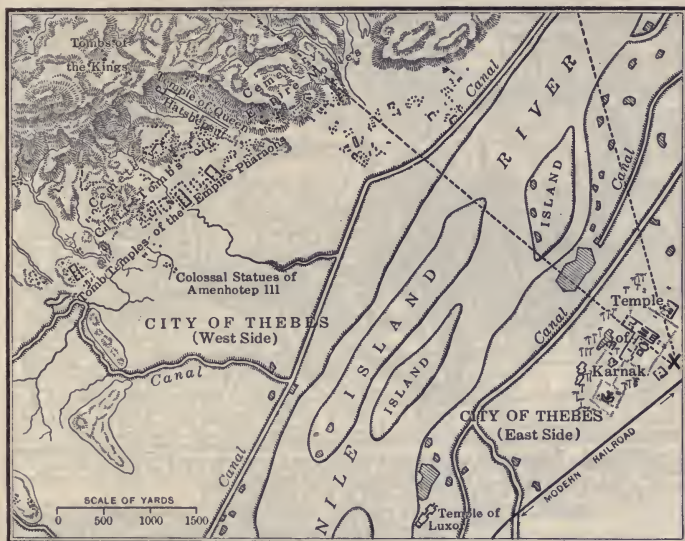 Tombs of
the Kings
Temple of Queen
Hatshepsut
Cemetery
Empire
Tomb-Temples of the Empire Pharaohs
Colossal Statues of
Amenhotep III
CITY OF THEBES
(West Side)
Canal
Canal
Canal
RIVER
NILE
ISLAND
ISLAND
ISLAND
Canal
Canal
Temple
of
Karnak
CITY OF THEBES
(East Side)
MODERN RAILROAD
Temple of
Luxor
SCALE OF YARDS
0 500 1000 1500